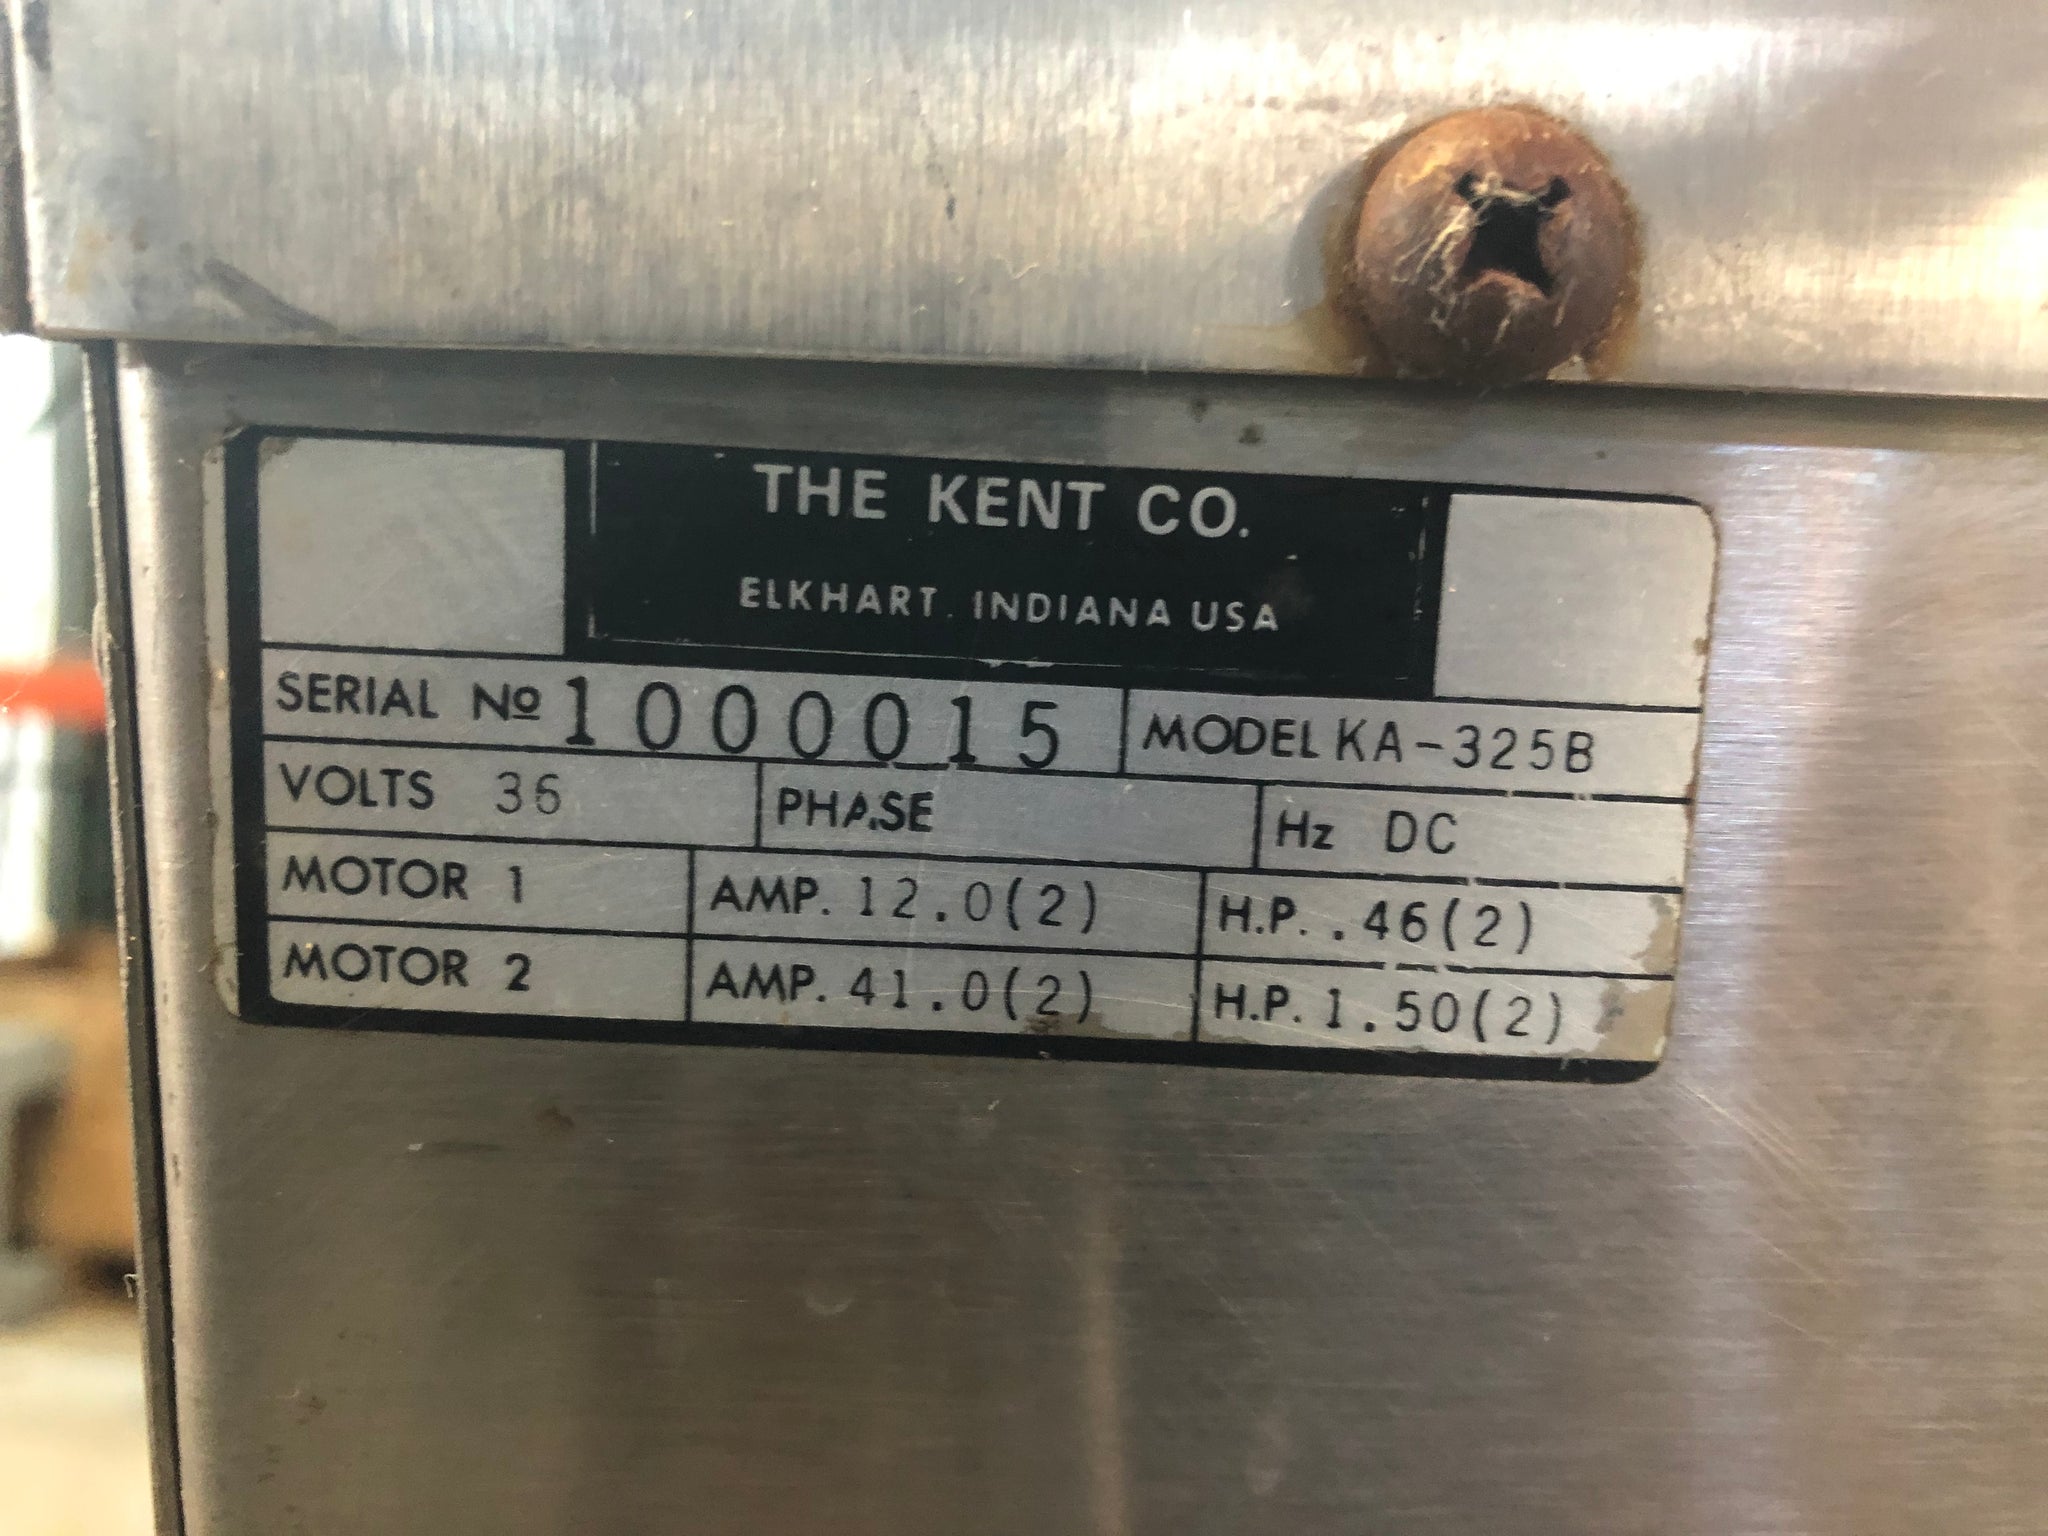 THE KENT CO.
ELKHART, INDIANA USA
SERIAL Nº 1000015 MODEL KA-325B
VOLTS 36 PHASE Hz DC
MOTOR 1 AMP. 12.0(2) H.P. .46(2)
MOTOR 2 AMP. 41.0(2) H.P. 1.50(2)